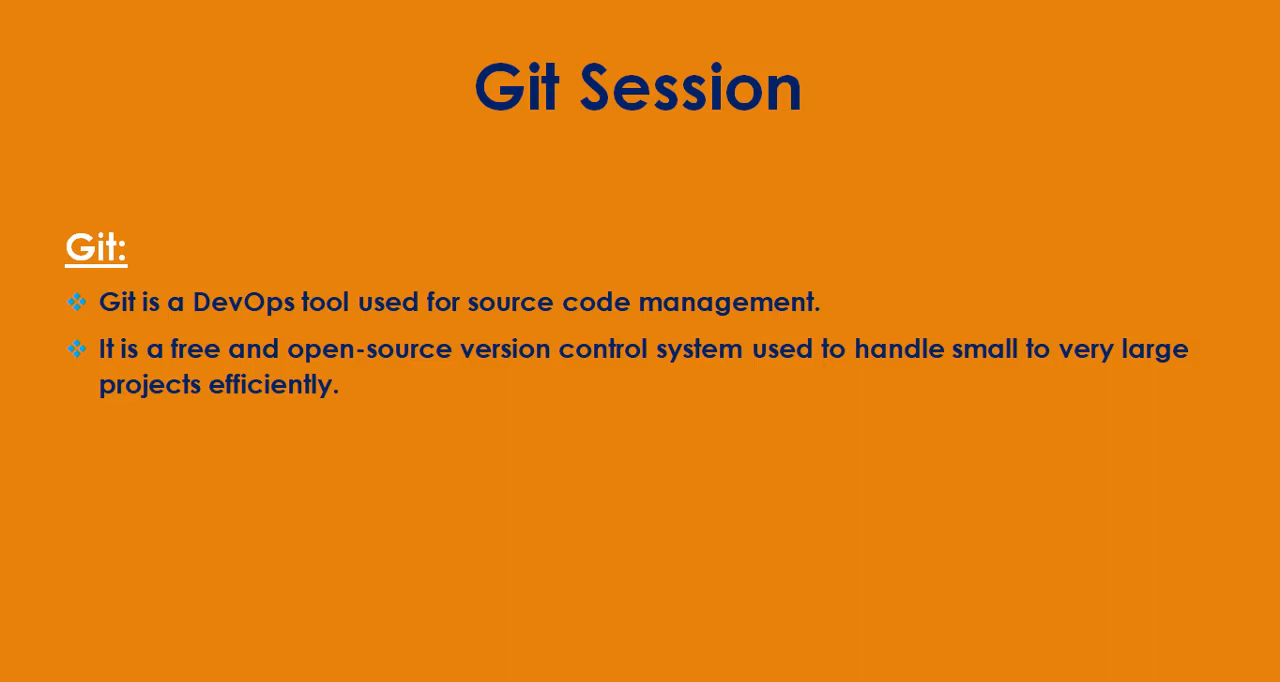 Git Session
Git:
Git is a DevOps tool used for source code management.
It is a free and open-source version control system used to handle small to very large
projects efficiently.